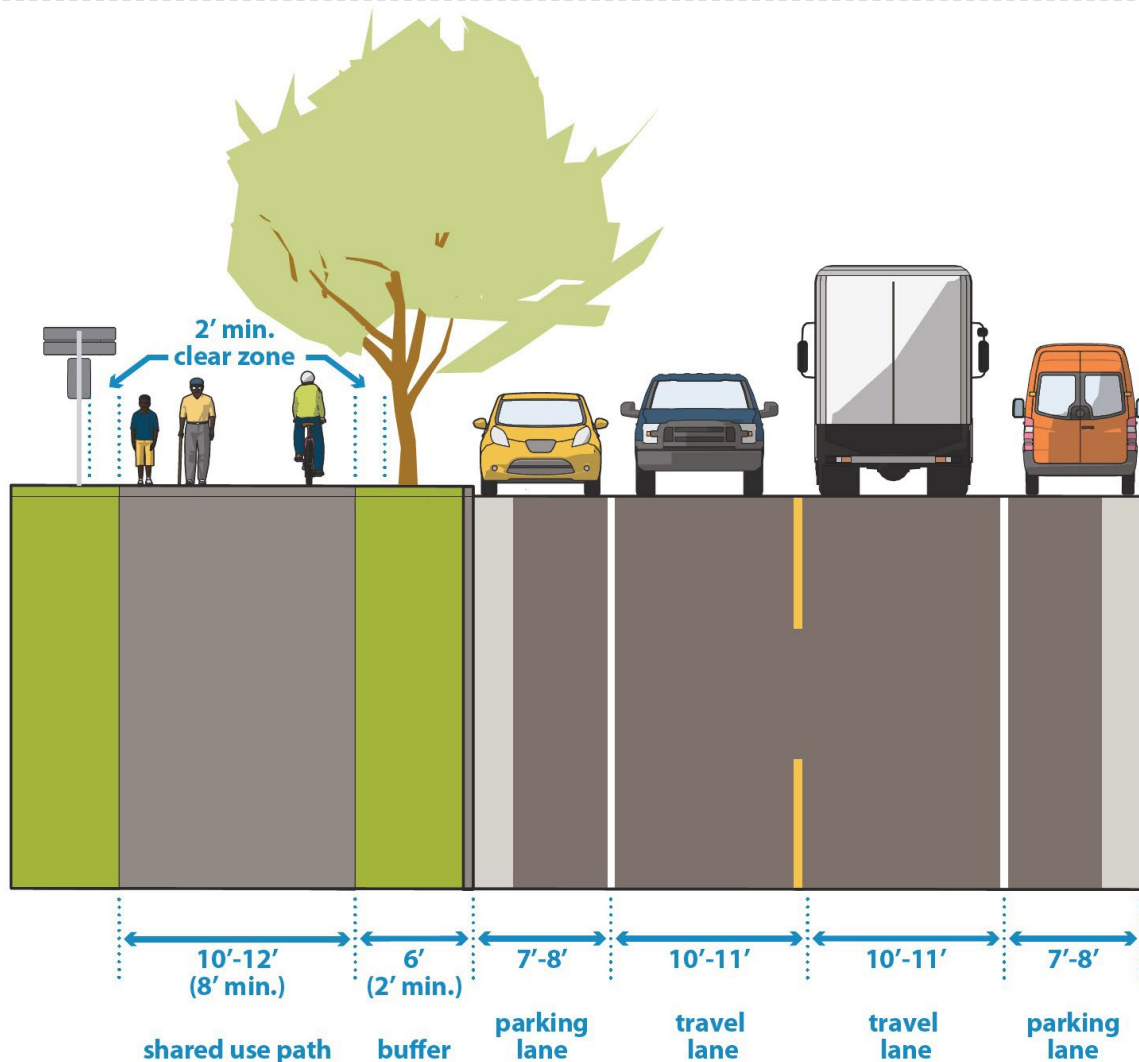 2’ min.
clear zone
10’-12’
(8’ min.)
shared use path
6’
(2’ min.)
buffer
7’-8’
parking
lane
10’-11’
travel
lane
10’-11’
travel
lane
7’-8’
parking
lane